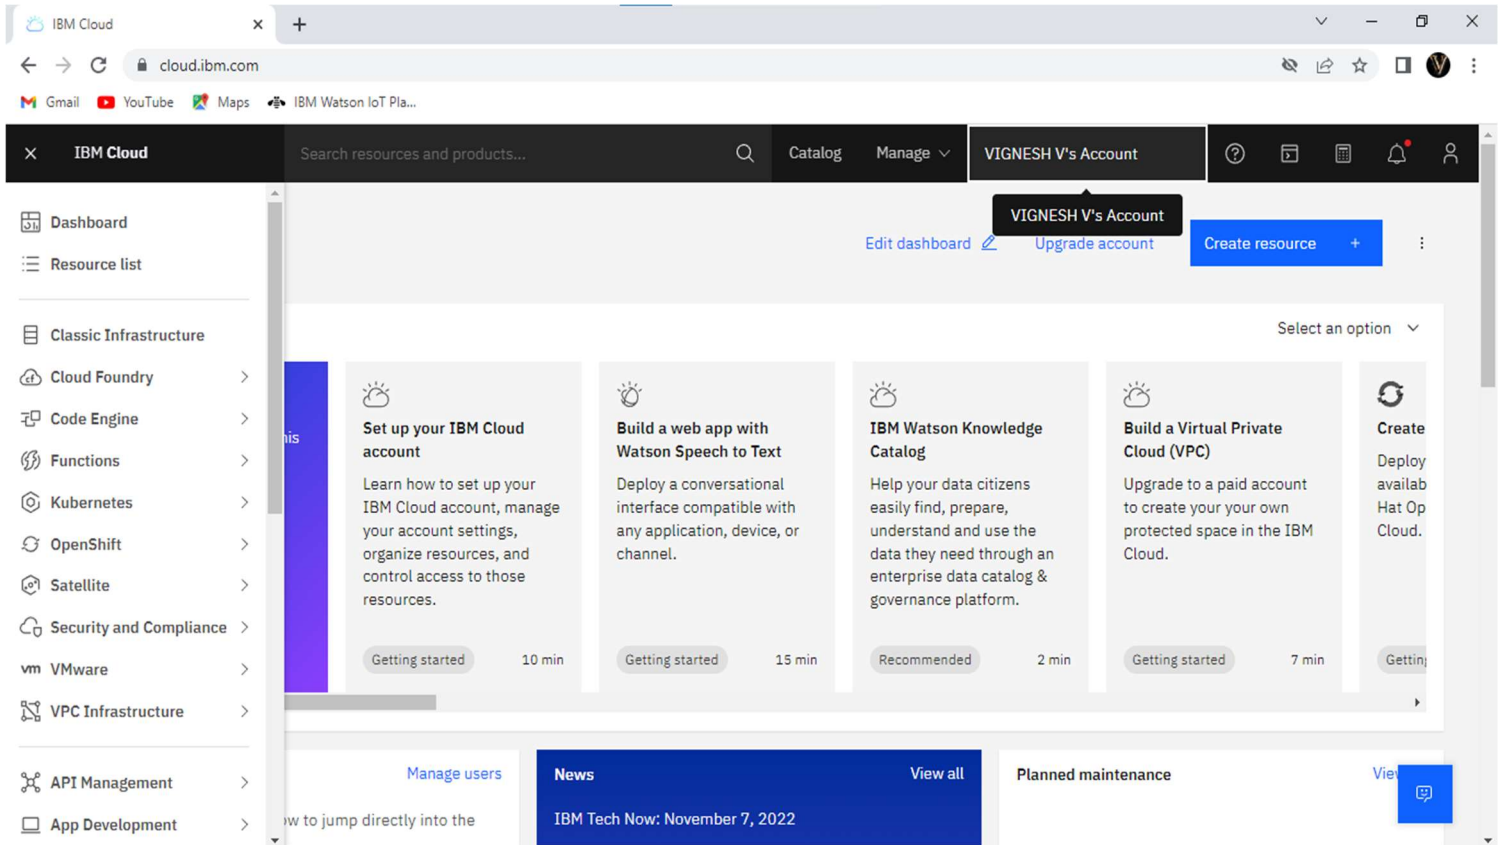 IBM Cloud
cloud.ibm.com
Gmail YouTube Maps IBM Watson IoT Pla...
IBM Cloud
Search resources and products...
Catalog
Manage
VIGNESH V's Account
VIGNESH V's Account
Dashboard
Resource list
Classic Infrastructure
Cloud Foundry
Code Engine
Functions
Kubernetes
OpenShift
Satellite
Security and Compliance
vm VMware
VPC Infrastructure
API Management
App Development
Edit dashboard
Upgrade account
Create resource +
Select an option
his
Set up your IBM Cloud
account
Learn how to set up your
IBM Cloud account, manage
your account settings,
organize resources, and
control access to those
resources.
Getting started 10 min
Build a web app with
Watson Speech to Text
Deploy a conversational
interface compatible with
any application, device, or
channel.
Getting started 15 min
IBM Watson Knowledge
Catalog
Help your data citizens
easily find, prepare,
understand and use the
data they need through an
enterprise data catalog &
governance platform.
Recommended 2 min
Build a Virtual Private
Cloud (VPC)
Upgrade to a paid account
to create your your own
protected space in the IBM
Cloud.
Getting started 7 min
Create
Deploy
availab
Hat Op
Cloud.
Getting
Manage users
ow to jump directly into the
News
View all
IBM Tech Now: November 7, 2022
Planned maintenance
View